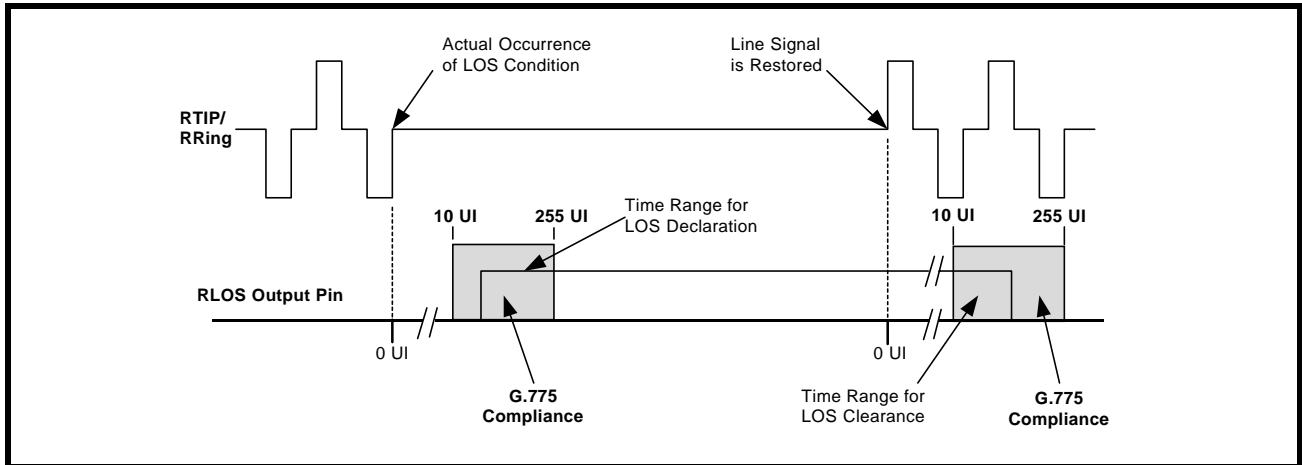 Actual Occurrence
of LOS Condition
Line Signal
is Restored
RTIP/
RRing
10 UI
255 UI
Time Range for
LOS Declaration
10 UI
255 UI
RLOS Output Pin
0 UI
0 UI
G.775
Compliance
Time Range for
LOS Clearance
G.775
Compliance